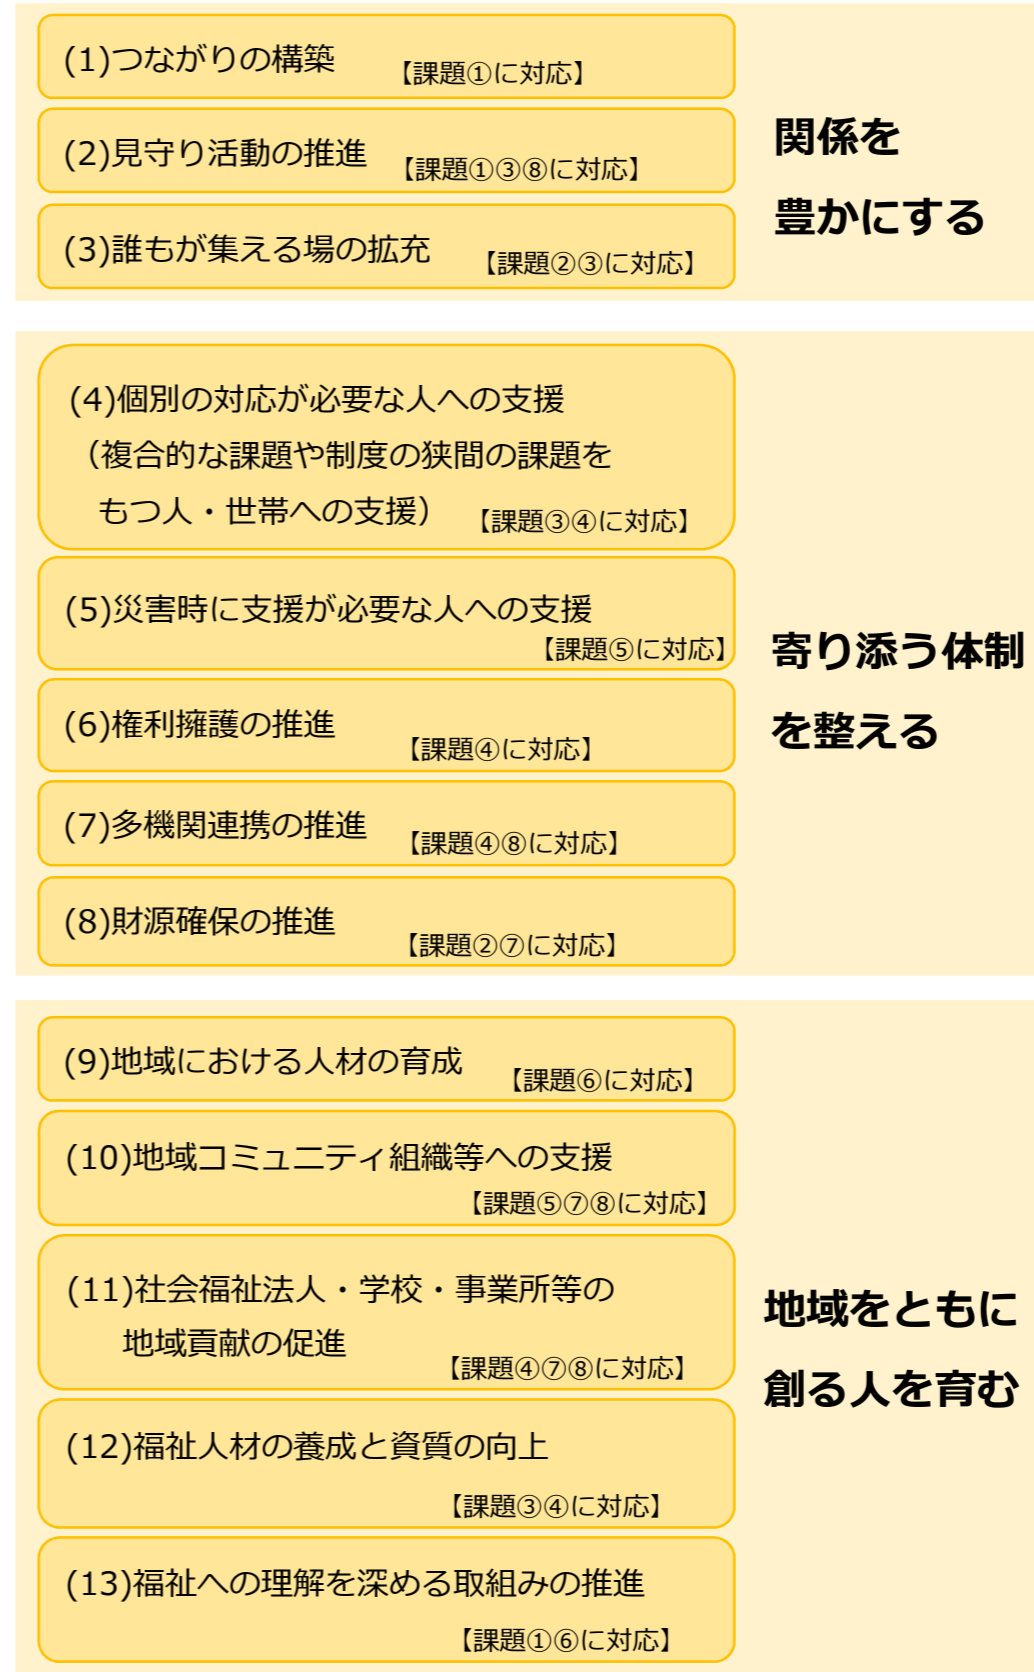 (1)つながりの構築 【課題①に対応】
(2)見守り活動の推進 【課題①③⑧に対応】
(3)誰もが集える場の拡充 【課題②③に対応】
関係を
豊かにする
(4)個別の対応が必要な人への支援
（複合的な課題や制度の狭間の課題を
もつ人・世帯への支援） 【課題③④に対応】
(5)災害時に支援が必要な人への支援
【課題⑤に対応】
(6)権利擁護の推進 【課題④に対応】
(7)多機関連携の推進 【課題④⑧に対応】
(8)財源確保の推進 【課題②⑦に対応】
寄り添う体制
を整える
(9)地域における人材の育成 【課題⑥に対応】
(10)地域コミュニティ組織等への支援
【課題⑤⑦⑧に対応】
(11)社会福祉法人・学校・事業所等の
地域貢献の促進 【課題④⑦⑧に対応】
(12)福祉人材の養成と資質の向上
【課題③④に対応】
(13)福祉への理解を深める取組みの推進
【課題①⑥に対応】
地域をともに
創る人を育む